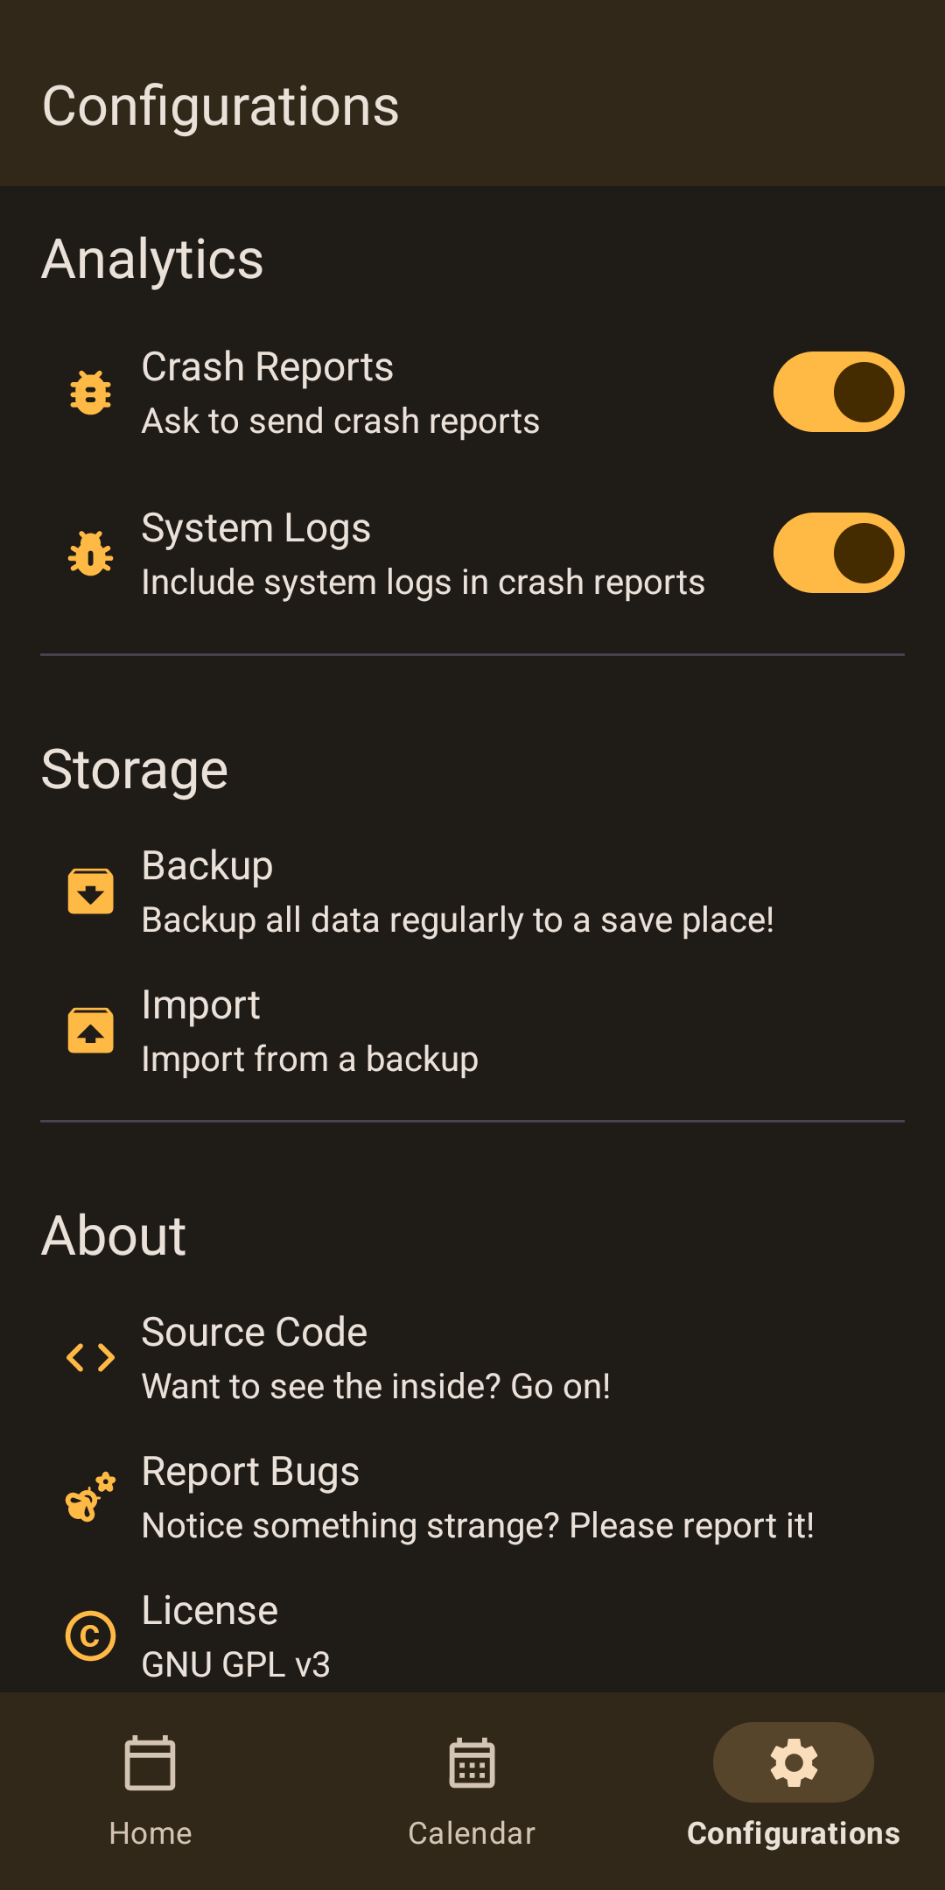 Configurations
Analytics
Crash Reports
Ask to send crash reports
System Logs
Include system logs in crash reports
Storage
Backup
Backup all data regularly to a save place!
Import
Import from a backup
About
Source Code
Want to see the inside? Go on!
Report Bugs
Notice something strange? Please report it!
License
GNU GPL v3
Home
Calendar
Configurations